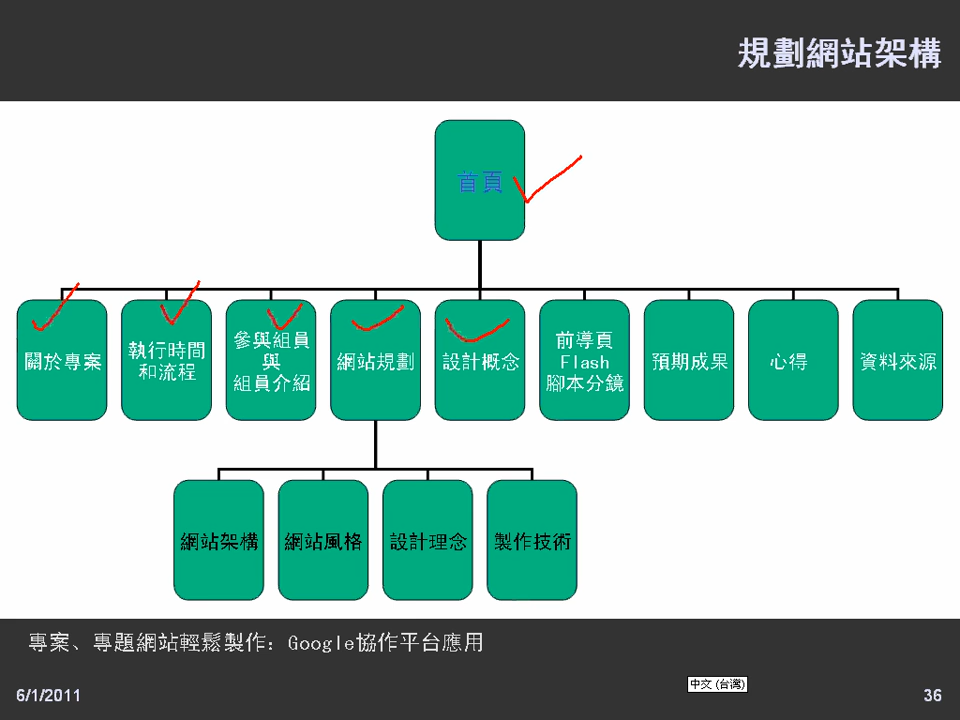 規劃網站架構
首頁
關於專案
執行時間
和流程
參與組員
與
組員介紹
網站規劃
設計概念
前導頁
Flash
腳本分鏡
預期成果
心得
資料來源
網站架構
網站風格
設計理念
製作技術
專案、專題網站輕鬆製作：Google協作平台應用
中文 (台灣)
6/1/2011
36